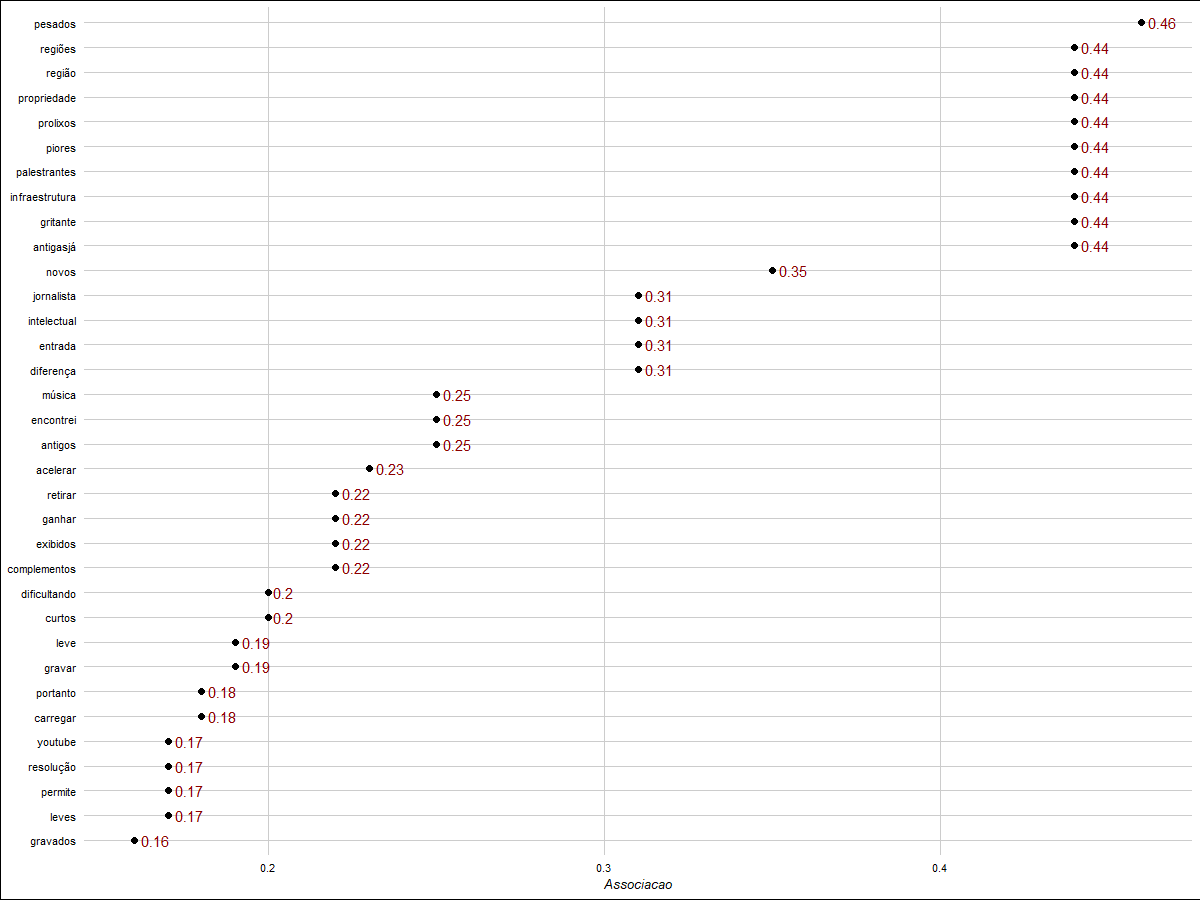 pesados 0.46
regiões 0.44
região 0.44
propriedade 0.44
prolixos 0.44
piores 0.44
palestrantes 0.44
infraestrutura 0.44
gritante 0.44
antigasjá 0.44
novos 0.35
jornalista 0.31
intelectual 0.31
entrada 0.31
diferença 0.31
música 0.25
encontrei 0.25
antigos 0.25
acelerar 0.23
retirar 0.22
ganhar 0.22
exibidos 0.22
complementos 0.22
dificultando 0.2
curtos 0.2
leve 0.19
gravar 0.19
portanto 0.18
carregar 0.18
youtube 0.17
resolução 0.17
permite 0.17
leves 0.17
gravados 0.16
0.2 0.3 0.4
Associacao